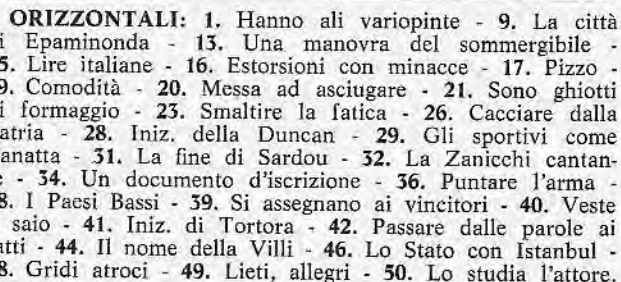 ORIZZONTALI: 1. Hanno ali variopinte - 9. La città
i Epaminonda - 13. Una manovra del sommergibile -
5. Lire italiane - 16. Estorsioni con minacce - 17. Pizzo -
9. Comodità - 20. Messa ad asciugare - 21. Sono ghiotti
i formaggio - 23. Smaltire la fatica - 26. Cacciare dalla
atria - 28. Iniz. della Duncan - 29. Gli sportivi come
anatta - 31. La fine di Sardou - 32. La Zanicchi cantan-
e - 34. Un documento d'iscrizione - 36. Puntare l'arma -
8. I Paesi Bassi - 39. Si assegnano ai vincitori - 40. Veste
saio - 41. Iniz. di Tortora - 42. Passare dalle parole ai
atti - 44. Il nome della Villi - 46. Lo Stato con Istanbul -
8. Gridi atroci - 49. Lieti, allegri - 50. Lo studia l'attore.